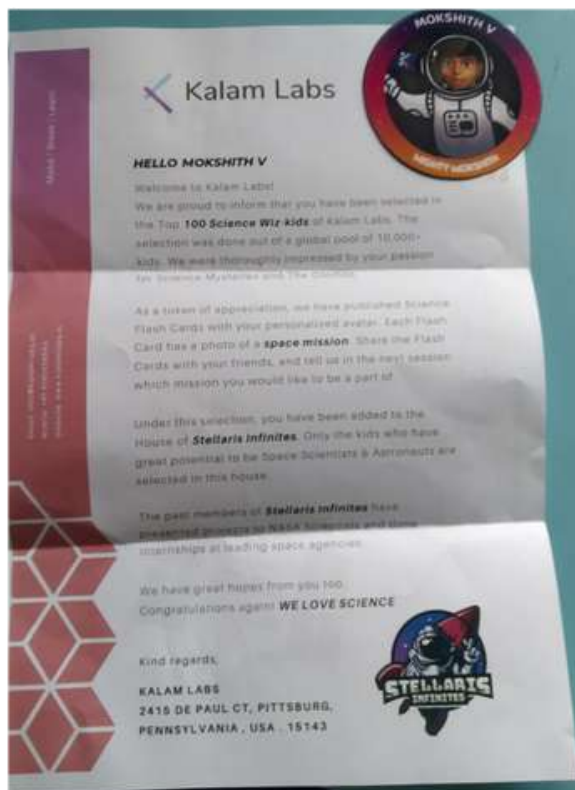 MOKSHITH V
MIGHTY MOKSHITH
Kalam Labs
Make | Break | Learn
HELLO MOKSHITH V
Welcome to Kalam Labs!
We are proud to inform that you have been selected in
the Top 100 Science Wiz-kids of Kalam Labs. The
selection was done out of a global pool of 10,000+
kids. We were thoroughly impressed by your passion
for Science Mysteries and The Cosmos.
As a token of appreciation, we have published Science
Flash Cards with your personalized avatar. Each Flash
Card has a photo of a space mission. Share the Flash
Cards with your friends, and tell us in the next session
which mission you would like to be a part of
Under this selection, you have been added to the
House of Stellaris Infinites. Only the kids who have
great potential to be Space Scientists & Astronauts are
selected in this house.
The past members of Stellaris Infinites have
presented projects to NASA Scientists and done
internships at leading space agencies.
We have great hopes from you too.
Congratulations again! WE LOVE SCIENCE
Kind regards,
KALAM LABS
2415 DE PAUL CT, PITTSBURG,
PENNSYLVANIA , USA . 15143
STELLARIS
INFINITES